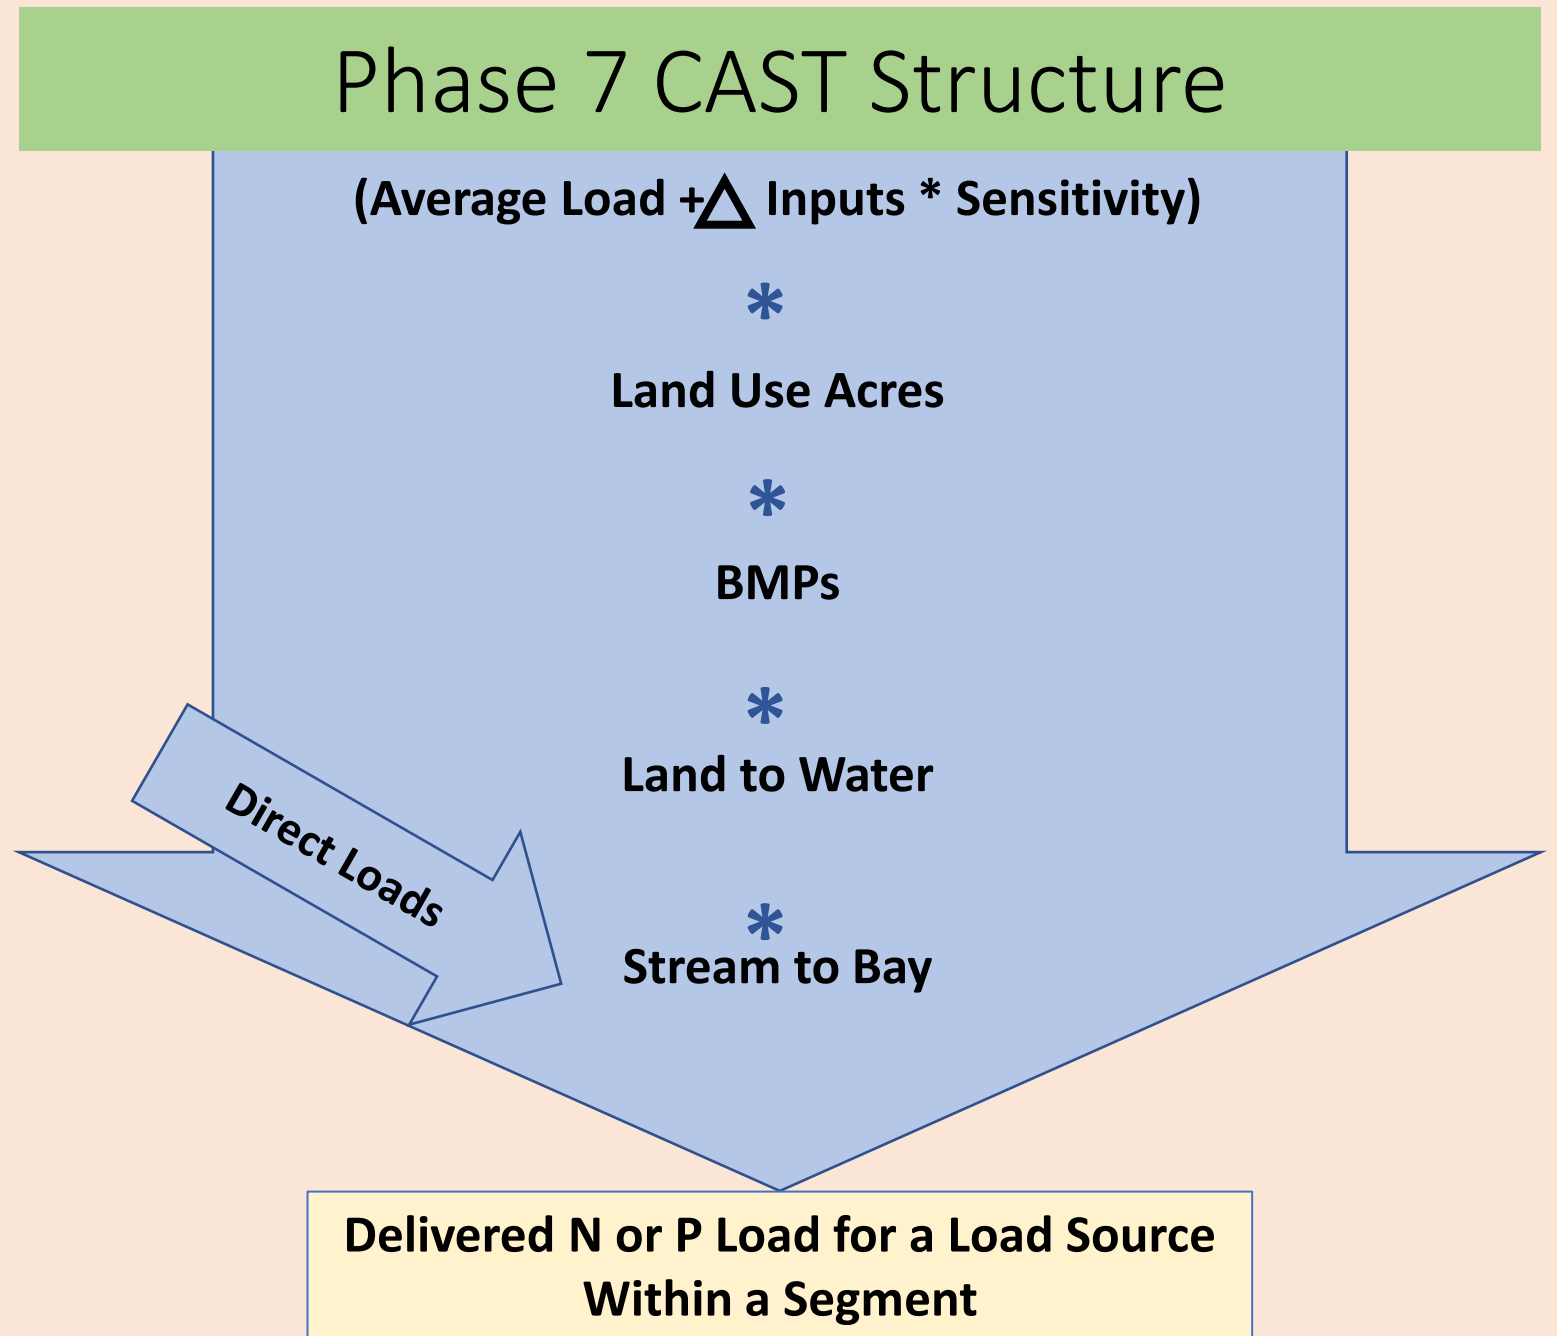 Phase 7 CAST Structure
(Average Load +△ Inputs * Sensitivity)
*
Land Use Acres
*
BMPs
*
Land to Water
Direct Loads
*
Stream to Bay
Delivered N or P Load for a Load Source
Within a Segment